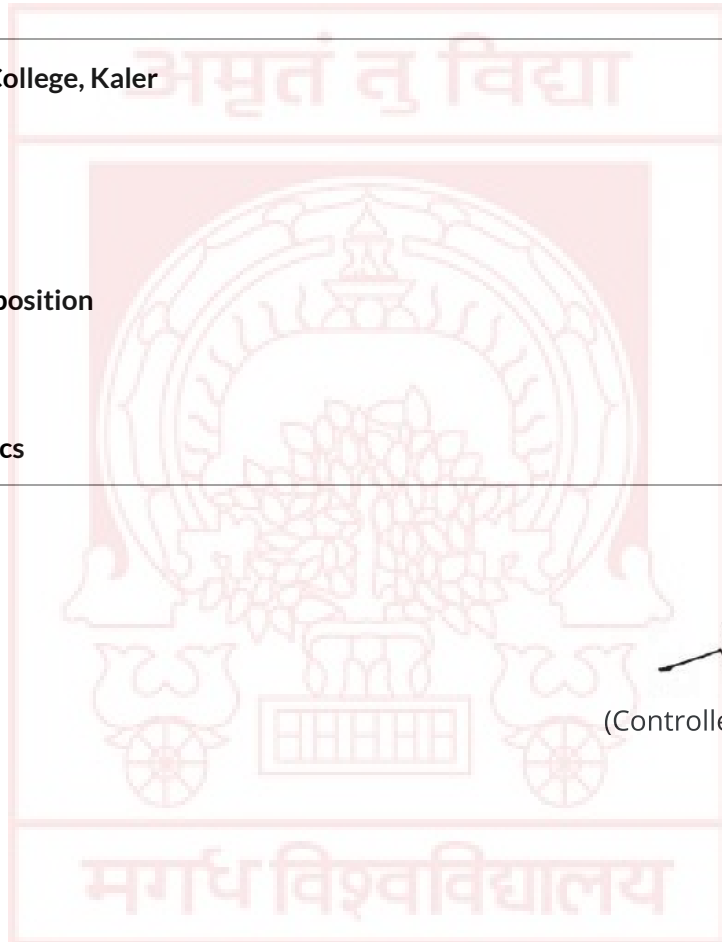 अमृतं तु विद्या
College, Kaler
position
cs
(Controlle
मगध विश्वविद्यालय